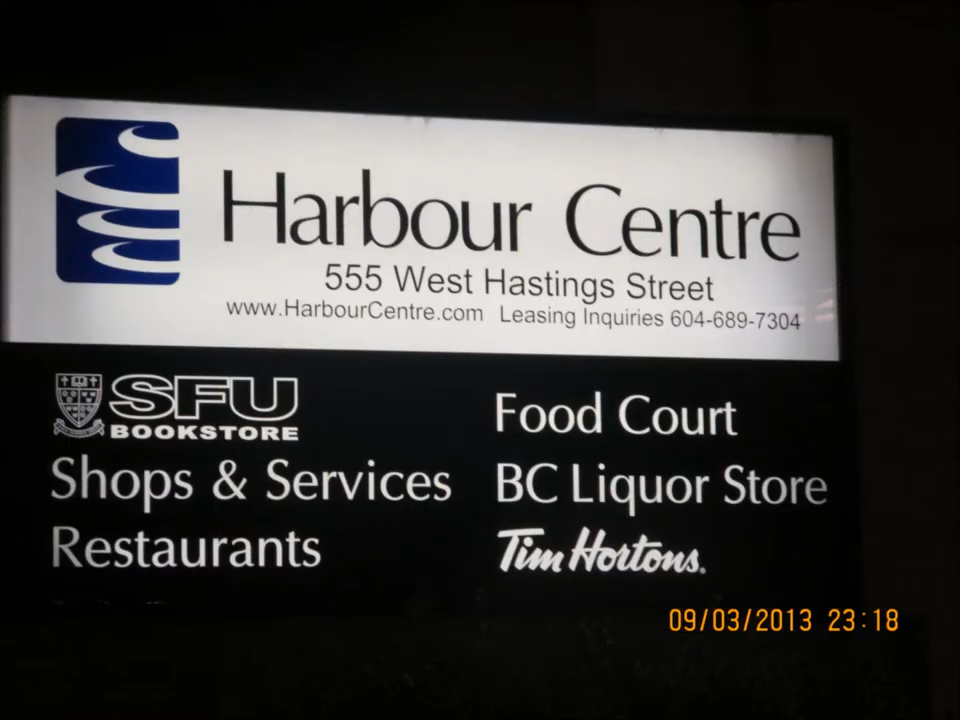 Harbour Centre
555 West Hastings Street
www.HarbourCentre.com Leasing Inquiries 604-689-7304
SFU
BOOKSTORE
Shops & Services
Restaurants
Food Court
BC Liquor Store
Tim Hortons.
09/03/2013 23:18